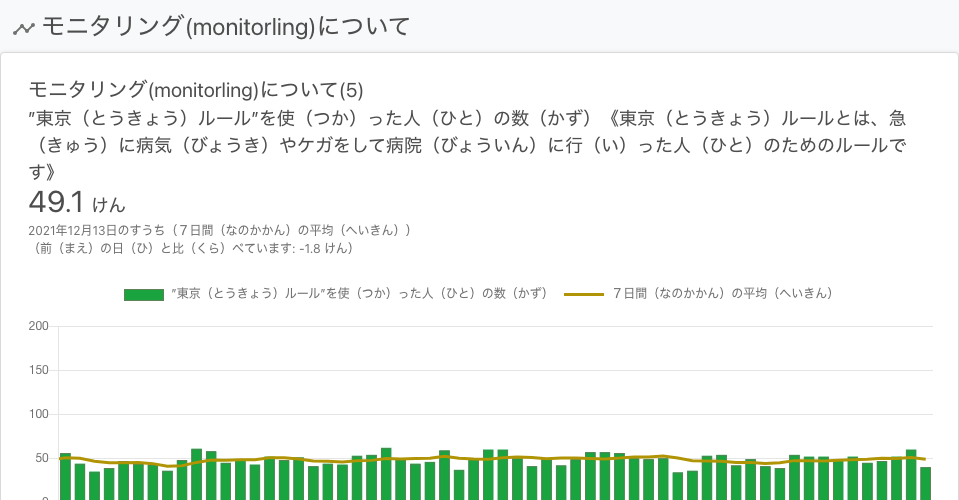 モニタリング(monitorling)について
モニタリング(monitorling)について(5)
”東京（とうきょう）ルール”を使（つか）った人（ひと）の数（かず）《東京（とうきょう）ルールとは、急
（きゅう）に病気（びょうき）やケガをして病院（びょういん）に行（い）った人（ひと）のためのルールで
す》
49.1 けん
2021年12月13日のすうち（７日間（なのかかん）の平均（へいきん））
（前（まえ）の日（ひ）と比（くら）べています: -1.8 けん）
”東京（とうきょう）ルール”を使（つか）った人（ひと）の数（かず） ７日間（なのかかん）の平均（へいきん）
200
150
100
50
0